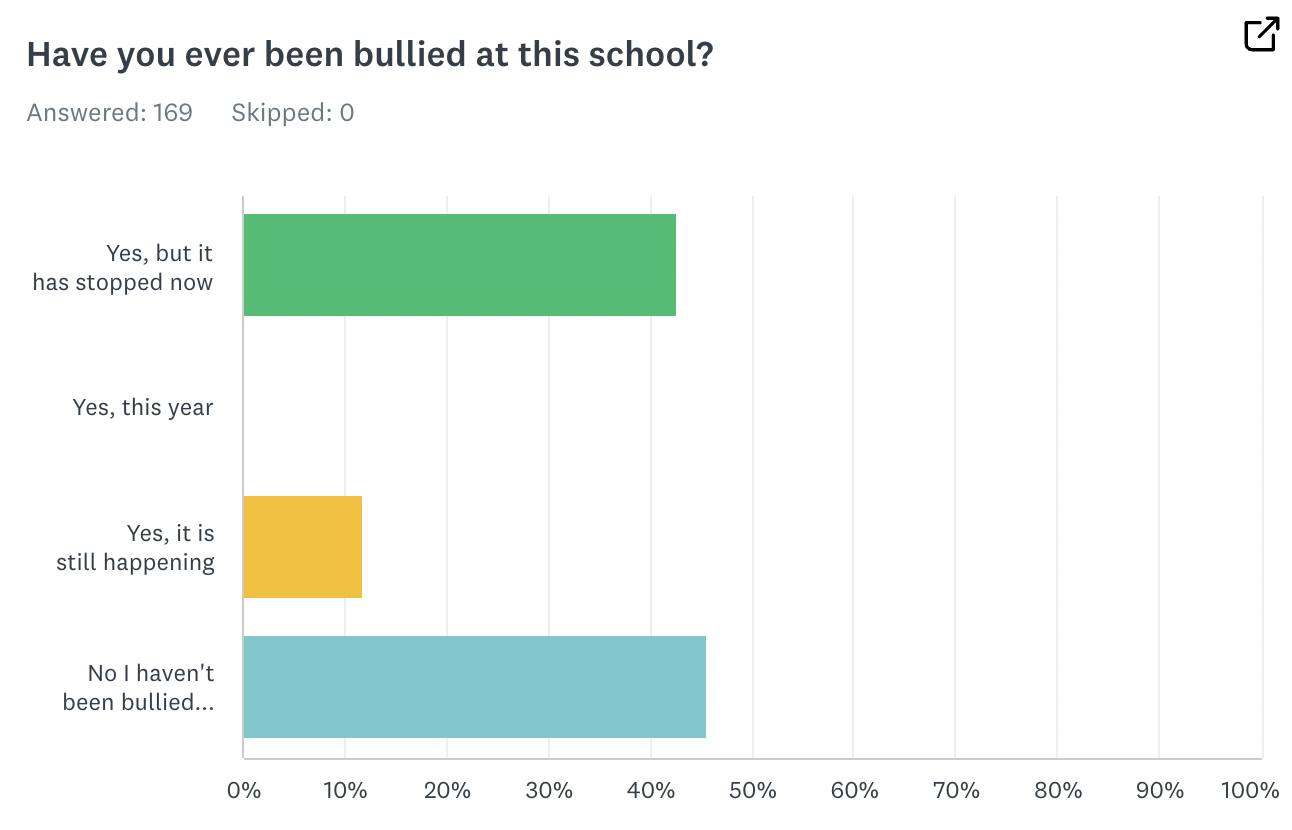 Have you ever been bullied at this school?
Answered: 169 Skipped: 0
Yes, but it
has stopped now
Yes, this year
Yes, it is
still happening
No I haven't
been bullied...
0% 10% 20% 30% 40% 50% 60% 70% 80% 90% 100%